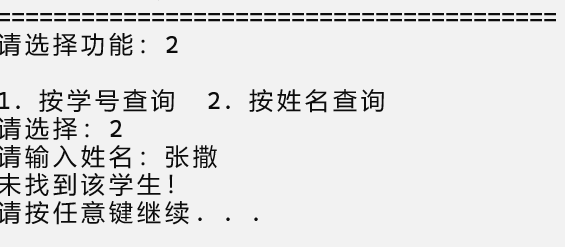 ========================================
请选择功能: 2
1. 按学号查询  2. 按姓名查询
请选择: 2
请输入姓名: 张撒
未找到该学生!
请按任意键继续. . .